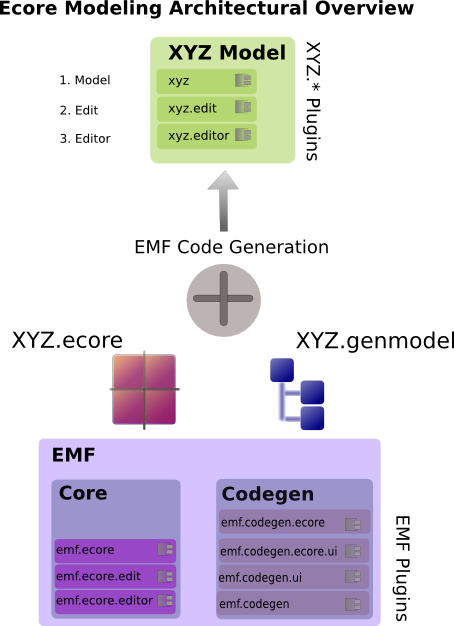 Ecore Modeling Architectural Overview
XYZ Model
1. Model
xyz
2. Edit
xyz.edit
3. Editor
xyz.editor
XYZ.* Plugins
EMF Code Generation
XYZ.ecore
XYZ.genmodel
EMF
Core
emf.ecore
emf.ecore.edit
emf.ecore.editor
Codegen
emf.codegen.ecore
emf.codegen.ecore.ui
emf.codegen.ui
emf.codegen
EMF Plugins